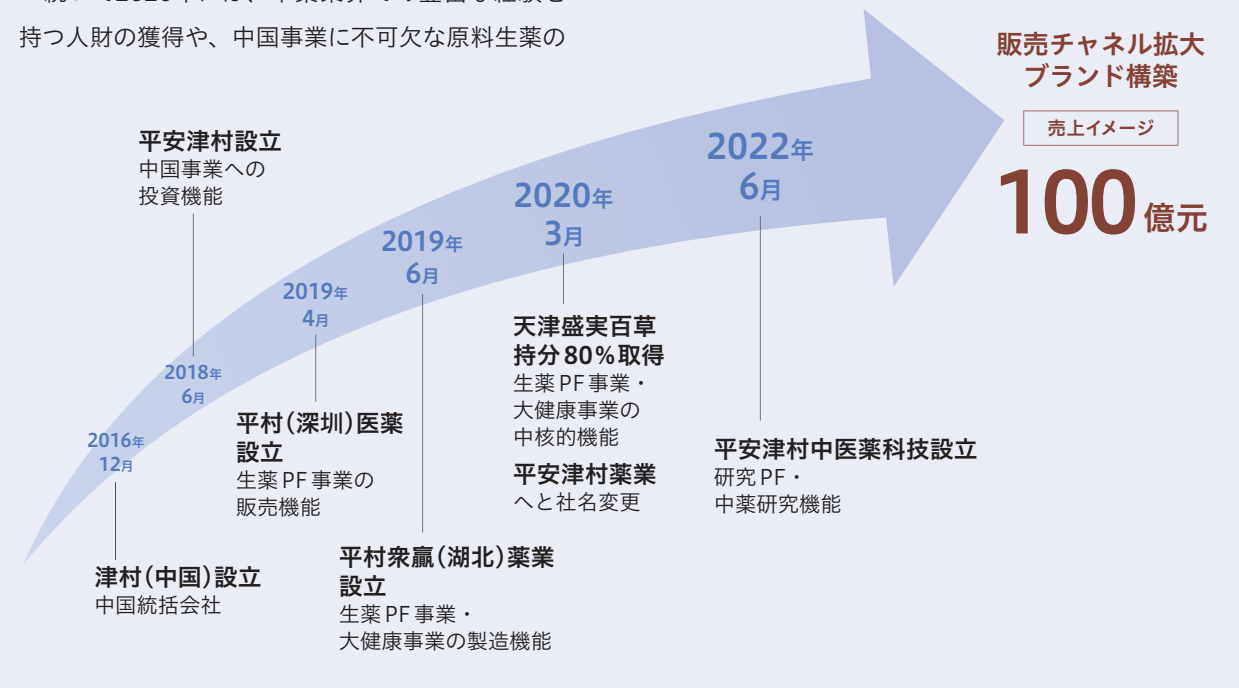 持つ人財の獲得や、中国事業に不可欠な原料生薬の
販売チャネル拡大
ブランド構築
売上イメージ
100億元
2016年
12月
津村(中国)設立
中国統括会社
平安津村設立
中国事業への
投資機能
2018年
6月
2019年
4月
平村(深圳)医薬
設立
生薬PF事業の
販売機能
2019年
6月
平村衆贏(湖北)薬業
設立
生薬PF事業・
大健康事業の製造機能
2020年
3月
天津盛実百草
持分80%取得
生薬PF事業・
大健康事業の
中核的機能
平安津村薬業
へと社名変更
2022年
6月
平安津村中医薬科技設立
研究PF・
中薬研究機能